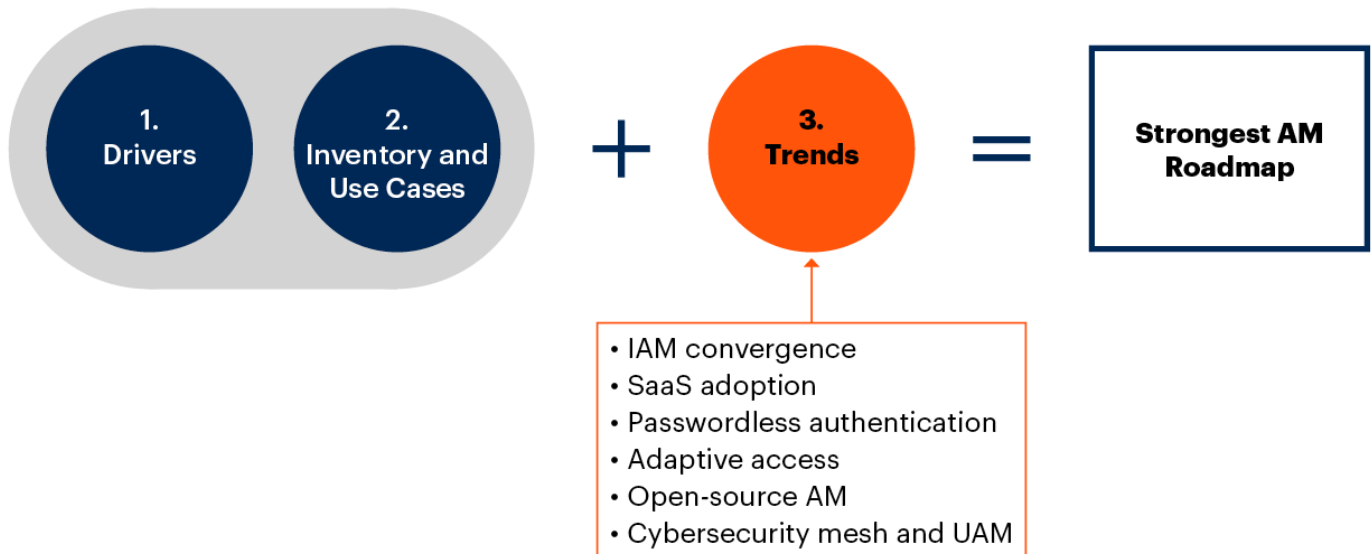 1.
Drivers
2.
Inventory and
Use Cases
+
3.
Trends
=
Strongest AM
Roadmap
• IAM convergence
• SaaS adoption
• Passwordless authentication
• Adaptive access
• Open-source AM
• Cybersecurity mesh and UAM